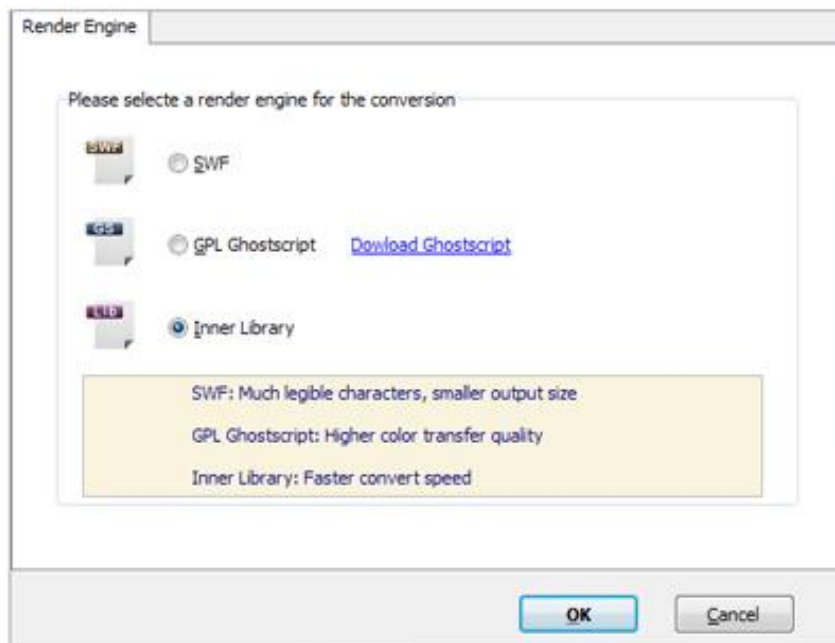 Render Engine
Please selecte a render engine for the conversion
SWF
SWF
GS
GPL Ghostscript Dowload Ghostscript
Lib
Inner Library
SWF: Much legible characters, smaller output size
GPL Ghostscript: Higher color transfer quality
Inner Library: Faster convert speed
OK Cancel